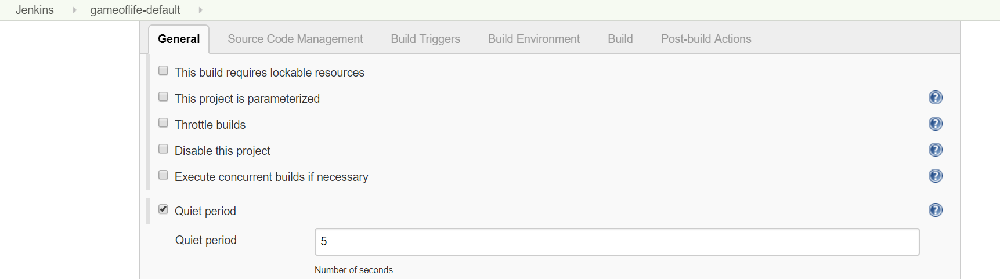 Jenkins gameoflife-default
General Source Code Management Build Triggers Build Environment Build Post-build Actions
This build requires lockable resources
This project is parameterized
Throttle builds
Disable this project
Execute concurrent builds if necessary
Quiet period
Quiet period 5
Number of seconds